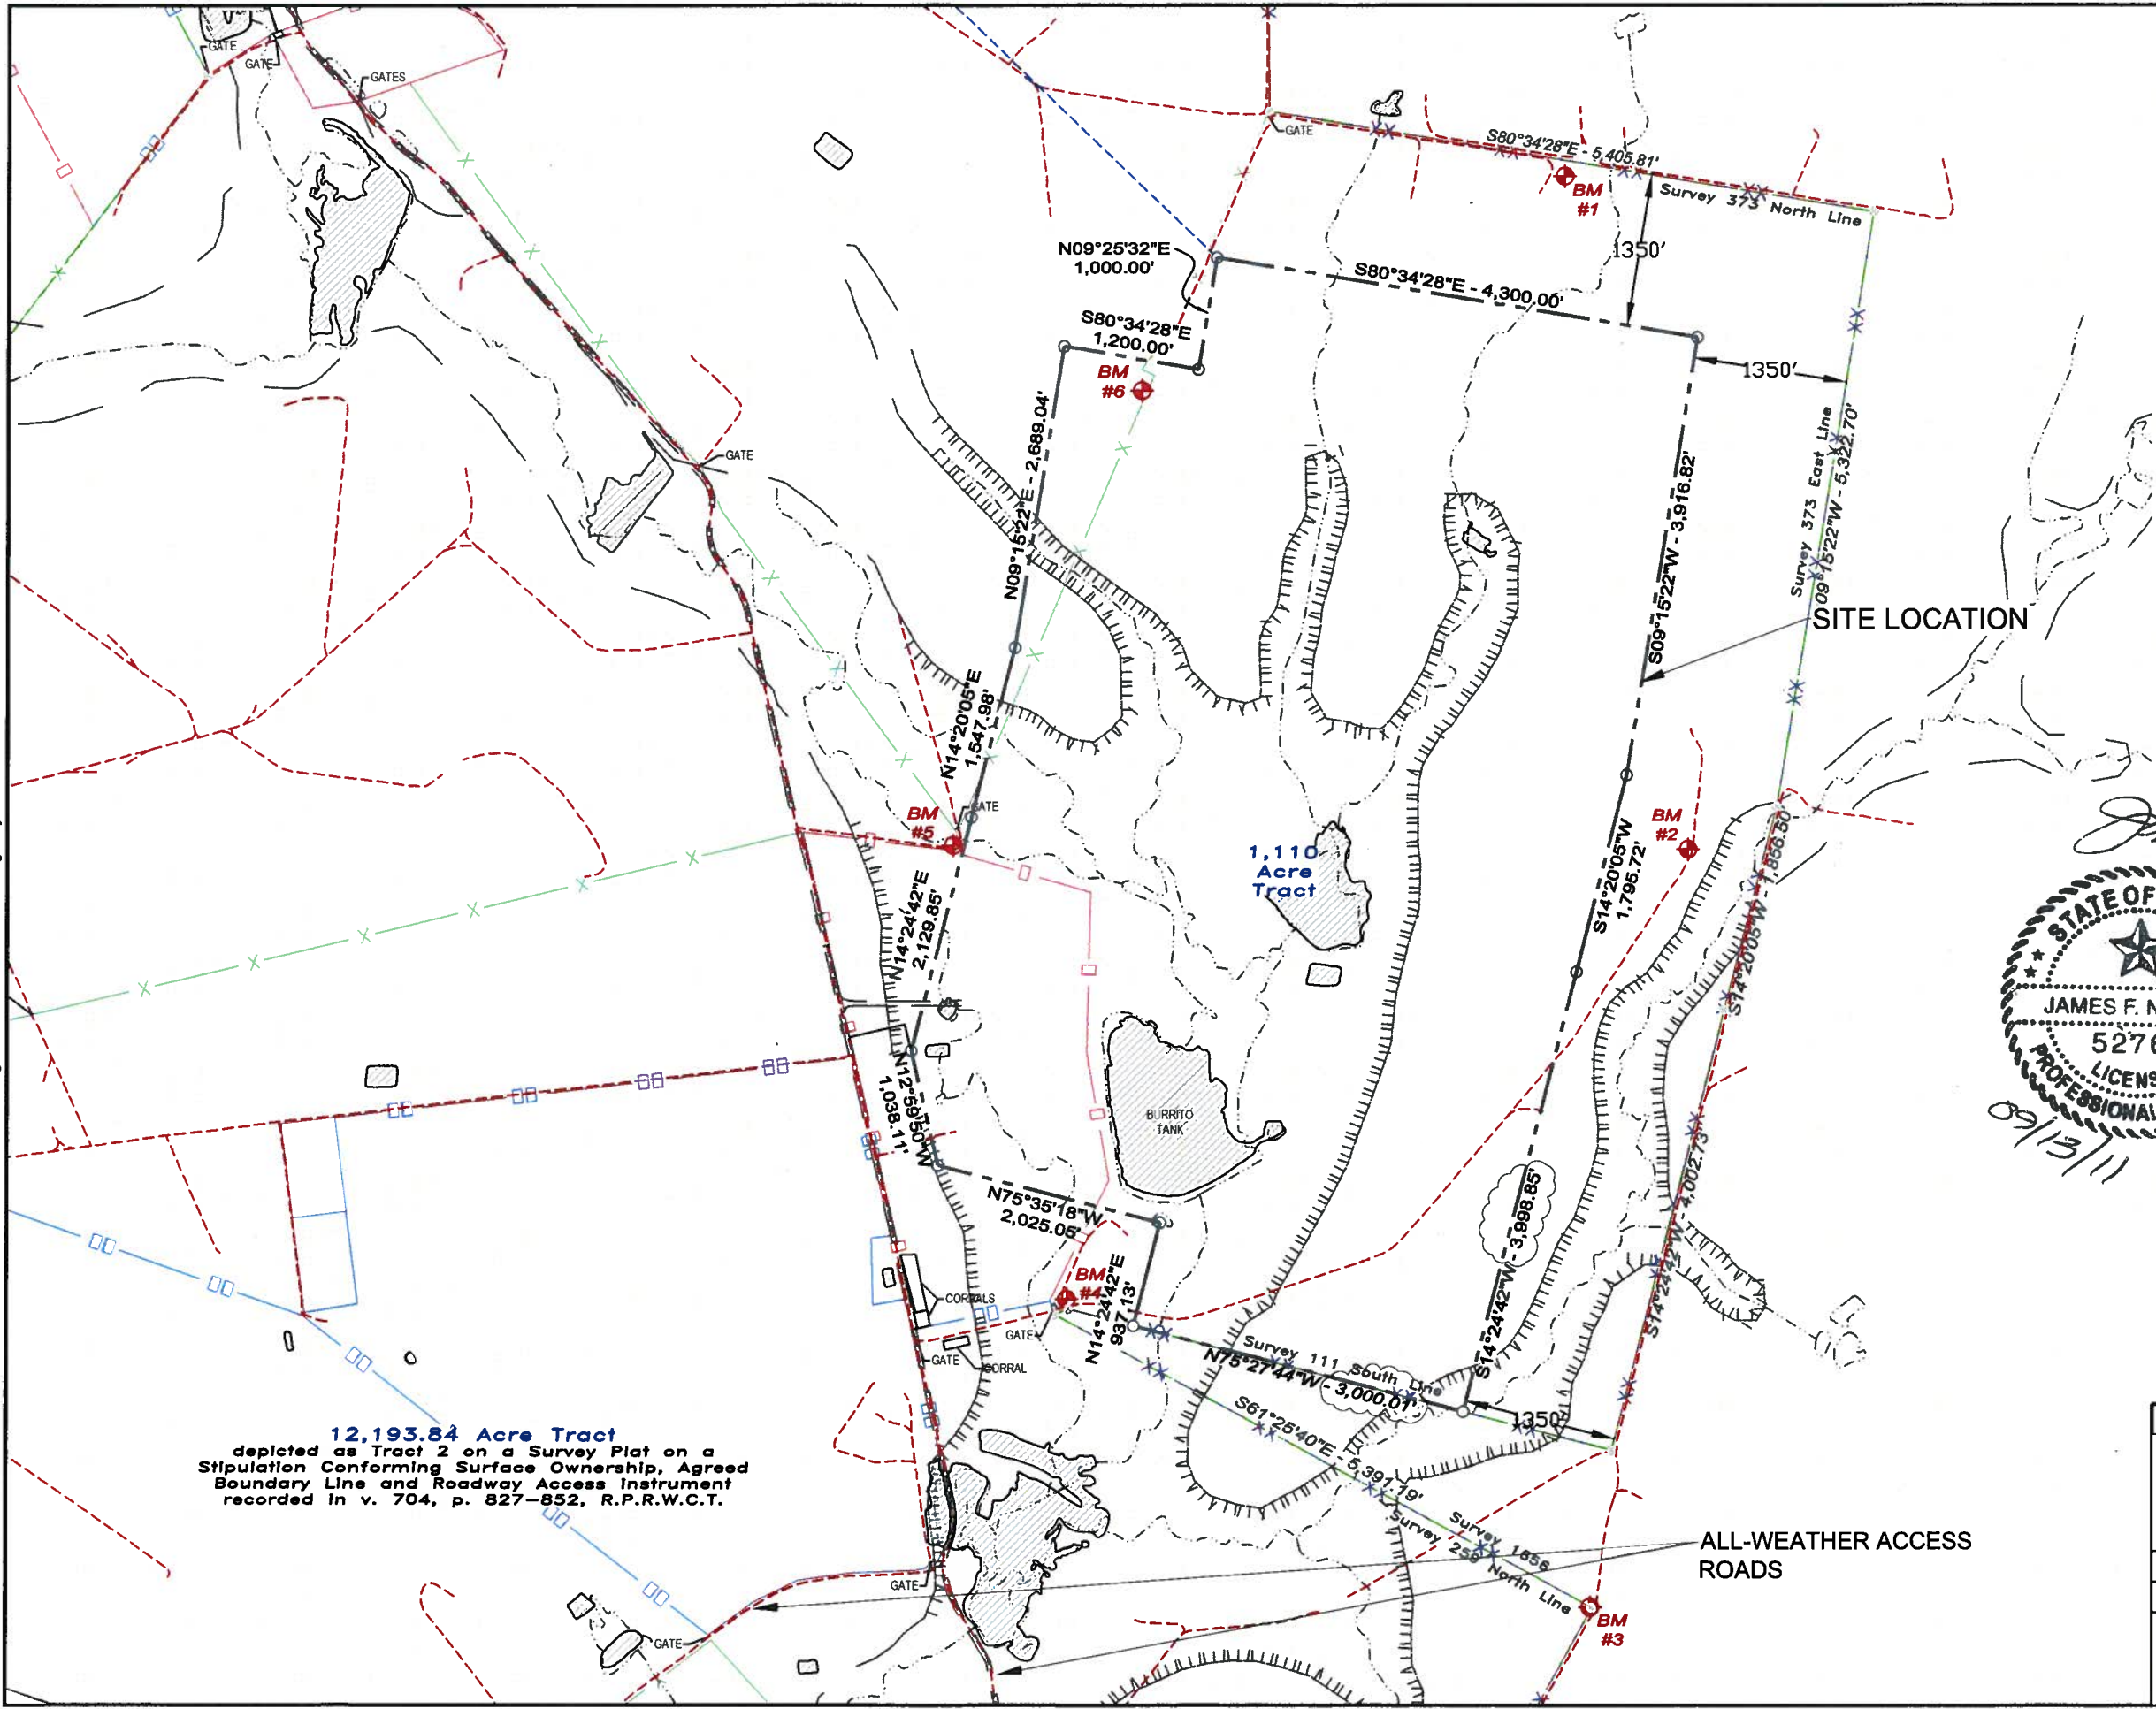 GATE
GATE
GATES
GATE
S80°34'28"E - 5,405.81'
BM
#1
Survey 373 North Line
1350'
N09°25'32"E
1,000.00'
S80°34'28"E - 4,300.00'
S80°34'28"E
1,200.00'
BM
#6
1350'
N09°15'22"E - 2,689.04'
GATE
Survey 373 East Line
09°15'22"W - 5,322.70'
S09°15'22"W - 3,916.82'
SITE LOCATION
N14°20'05"E
1,547.98'
GATE
BM
#5
1,110
Acre
Tract
BM
#2
S14°20'05"W
1,795.72'
S14°20'05"W - 1,856.50'
N14°24'42"E
2,129.85'
STATE OF
JAMES F. N
5276
LICENS
PROFESSIONAL
09/13/11
1,038.11'
BURRITO
TANK
N75°35'18"W
2,025.05'
S14°24'42"W - 3,998.85'
S14°24'42"W - 4,002.73'
BM
#4
N14°24'42"E
937.13'
CORRALS
GATE
GATE
CORRAL
Survey 111 South Line
N75°27'44"W - 3,000.01'
1350'
S61°25'40"E - 5,391.19'
Survey 1656
Survey 259
North Line
12,193.84 Acre Tract
depicted as Tract 2 on a Survey Plat on a
Stipulation Conforming Surface Ownership, Agreed
Boundary Line and Roadway Access Instrument
recorded in v. 704, p. 827-852, R.P.R.W.C.T.
ALL-WEATHER ACCESS
ROADS
GATE
GATE
BM
#3